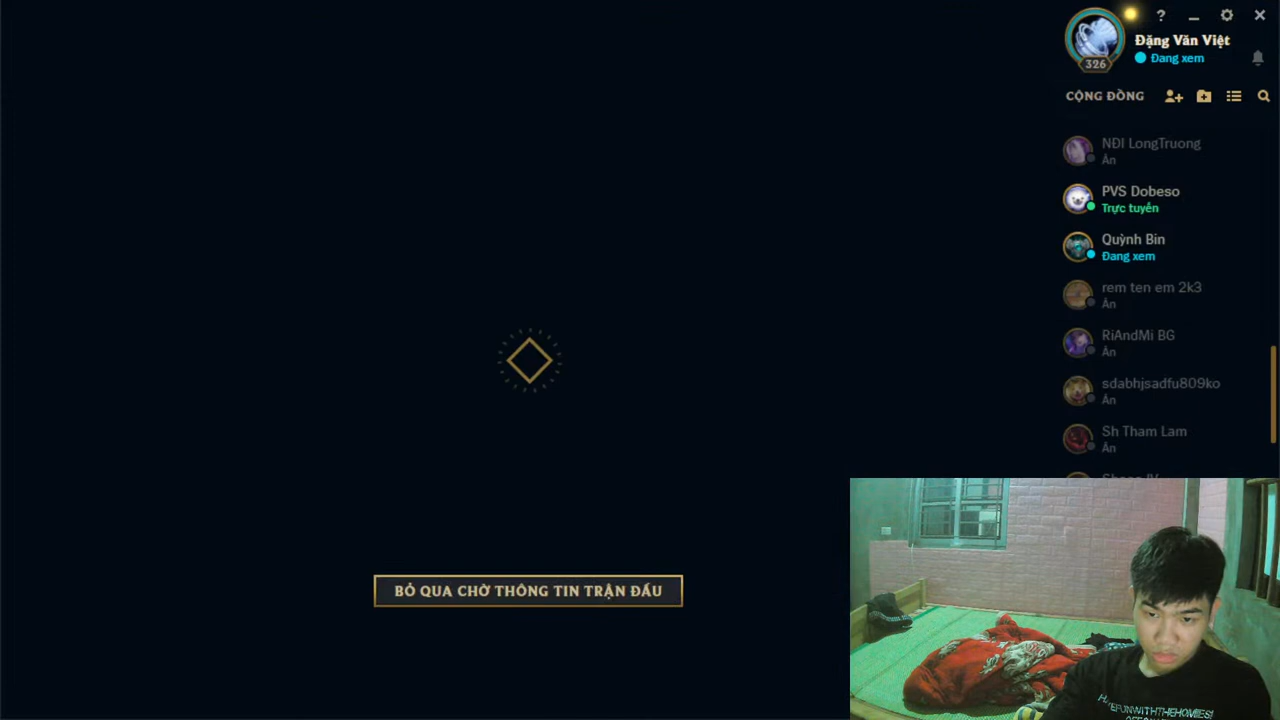 ?
Đặng Văn Việt
326
Đang xem
CỘNG ĐỒNG
NĐI LongTruong
Ẩn
PVS Dobeso
Trực tuyến
Quỳnh Bin
Đang xem
rem ten em 2k3
Ẩn
RiAndMi BG
Ẩn
sdabhjsadfu809ko
Ẩn
Sh Tham Lam
Ẩn
BỎ QUA CHỜ THÔNG TIN TRẬN ĐẤU